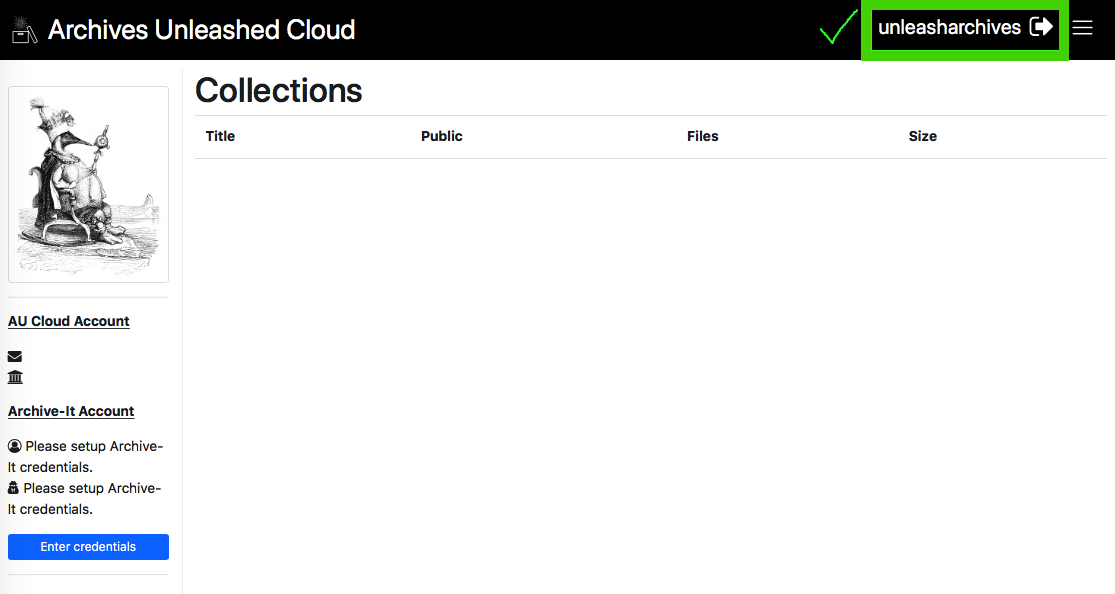 Archives Unleashed Cloud
unleasharchives
Collections
Title Public Files Size
AU Cloud Account
Archive-It Account
Please setup Archive-
It credentials.
Please setup Archive-
It credentials.
Enter credentials